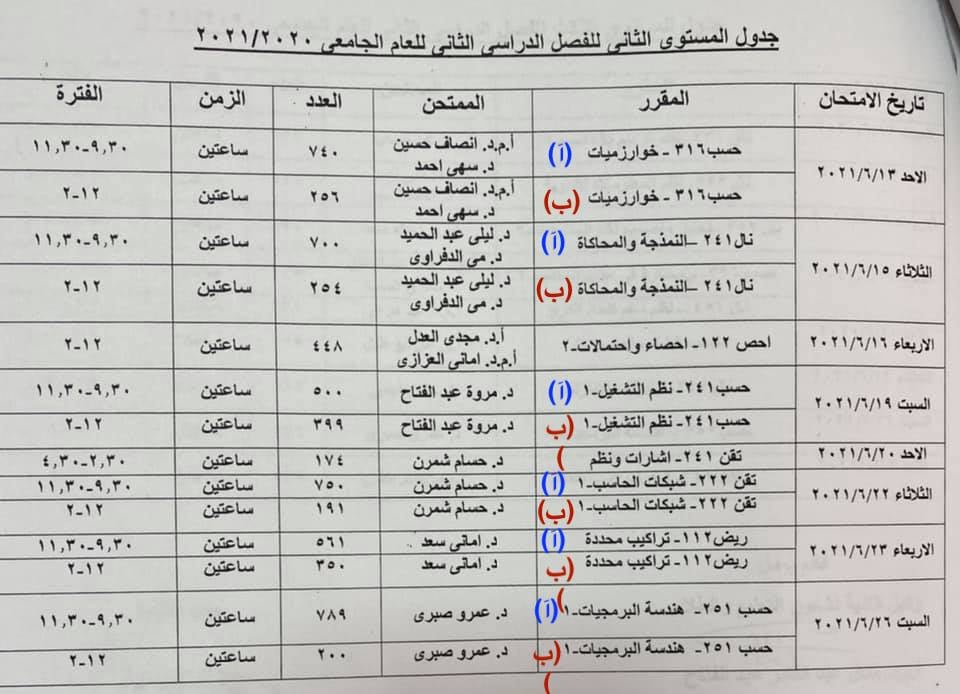 جدول المستوى الثانى للفصل الدراسى الثانى للعام الجامعى ٢٠٢١/٢٠٢٠
تاريخ الامتحان المقرر الممتحن العدد الزمن الفترة
الاحد ٢٠٢١/٦/١٣ حسب٣١٦ - خوارزميات (أ) أ.م.د. انصاف حسين د. سهى احمد ٧٤٠ ساعتين ٩,٣٠-١١,٣٠
حسب٣١٦ - خوارزميات (ب) أ.م.د. انصاف حسين د. سهى احمد ٢٥٦ ساعتين ١٢-٢
الثلاثاء ٢٠٢١/٦/١٥ نال٢٤١ –النمذجة والمحاكاة (أ) د. ليلى عبد الحميد د. مى الدفراوى ٧٠٠ ساعتين ٩,٣٠-١١,٣٠
نال٢٤١ –النمذجة والمحاكاة (ب) د. ليلى عبد الحميد د. مى الدفراوى ٢٥٤ ساعتين ١٢-٢
الاربعاء ٢٠٢١/٦/١٦ احص ١٢٢- احصاء واحتمالات-٢ أ.د. مجدى العدل أ.م.د. امانى العزازى ٤٤٨ ساعتين ١٢-٢
السبت ٢٠٢١/٦/١٩ حسب٢٤١- نظم التشغيل-١ (أ) د. مروة عبد الفتاح ٥٠٠ ساعتين ٩,٣٠-١١,٣٠
حسب٢٤١- نظم التشغيل-١ (ب) د. مروة عبد الفتاح ٣٩٩ ساعتين ١٢-٢
الاحد ٢٠٢١/٦/٢٠ تقن ٢٤١- اشارات ونظم د. حسام شمرن ١٧٤ ساعتين ٢,٣٠-٤,٣٠
الثلاثاء ٢٠٢١/٦/٢٢ تقن ٢٢٢- شبكات الحاسب-١ (أ) د. حسام شمرن ٧٥٠ ساعتين ٩,٣٠-١١,٣٠
تقن ٢٢٢- شبكات الحاسب-١ (ب) د. حسام شمرن ١٩١ ساعتين ١٢-٢
الاربعاء ٢٠٢١/٦/٢٣ ريض١١٢- تراكيب محددة (أ) د. امانى سعد ٥٦١ ساعتين ٩,٣٠-١١,٣٠
ريض١١٢- تراكيب محددة (ب) د. امانى سعد ٣٥٠ ساعتين ١٢-٢
السبت ٢٠٢١/٦/٢٦ حسب ٢٥١- هندسة البرمجيات-١ (أ) د. عمرو صبرى ٧٨٩ ساعتين ٩,٣٠-١١,٣٠
حسب ٢٥١- هندسة البرمجيات-١ (ب) د. عمرو صبرى ٢٠٠ ساعتين ١٢-٢